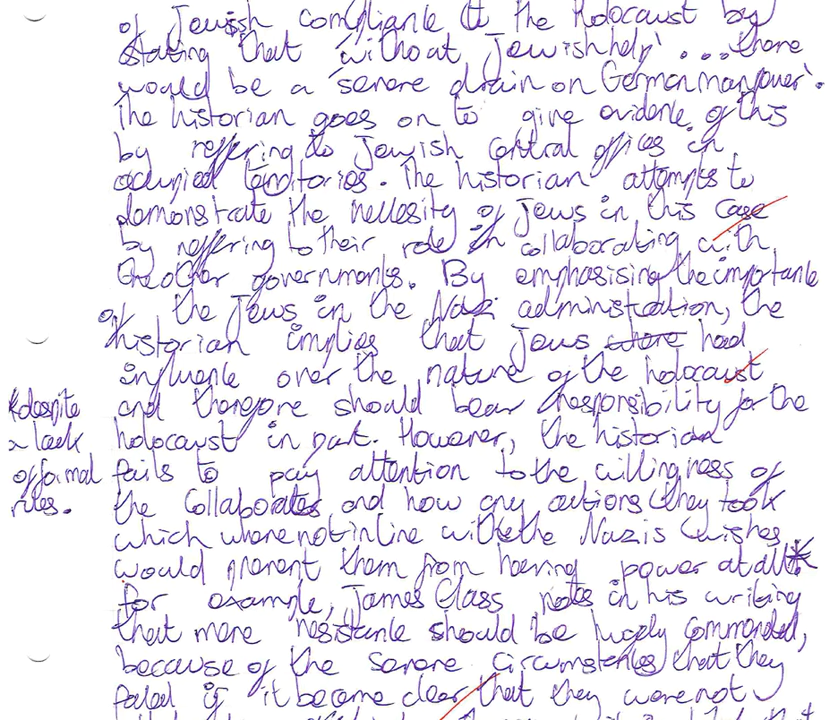 of Jewish compliance to the Holocaust by
stating that 'without Jewish help' ... there
would be a 'severe drain on German manpower'.
The historian goes on to give evidence of this
by reffering to Jewish Central offices in
occupied territories. The historian attempts to
demonstrate the necessity of Jews in this case
by reffering to their role in collaborating with
the other governments. By emphasising the importance
of the Jews in the Nazi administration, the
historian implies that Jews had
influence over the nature of the holocaust
and therefore should bear responsibility for the
holocaust in part. However, the historian
fails to pay attention to the willingness of
the Collaborators and how any actions they took
which where not in line with the Nazis wishes
would prevent them from having power at all.*
for example, James Glass notes in his writing
that more resistance should be commended,
because of the severe circumstances that they
faced if it became clear that they were not
*despite
a lack
of formal
rules.